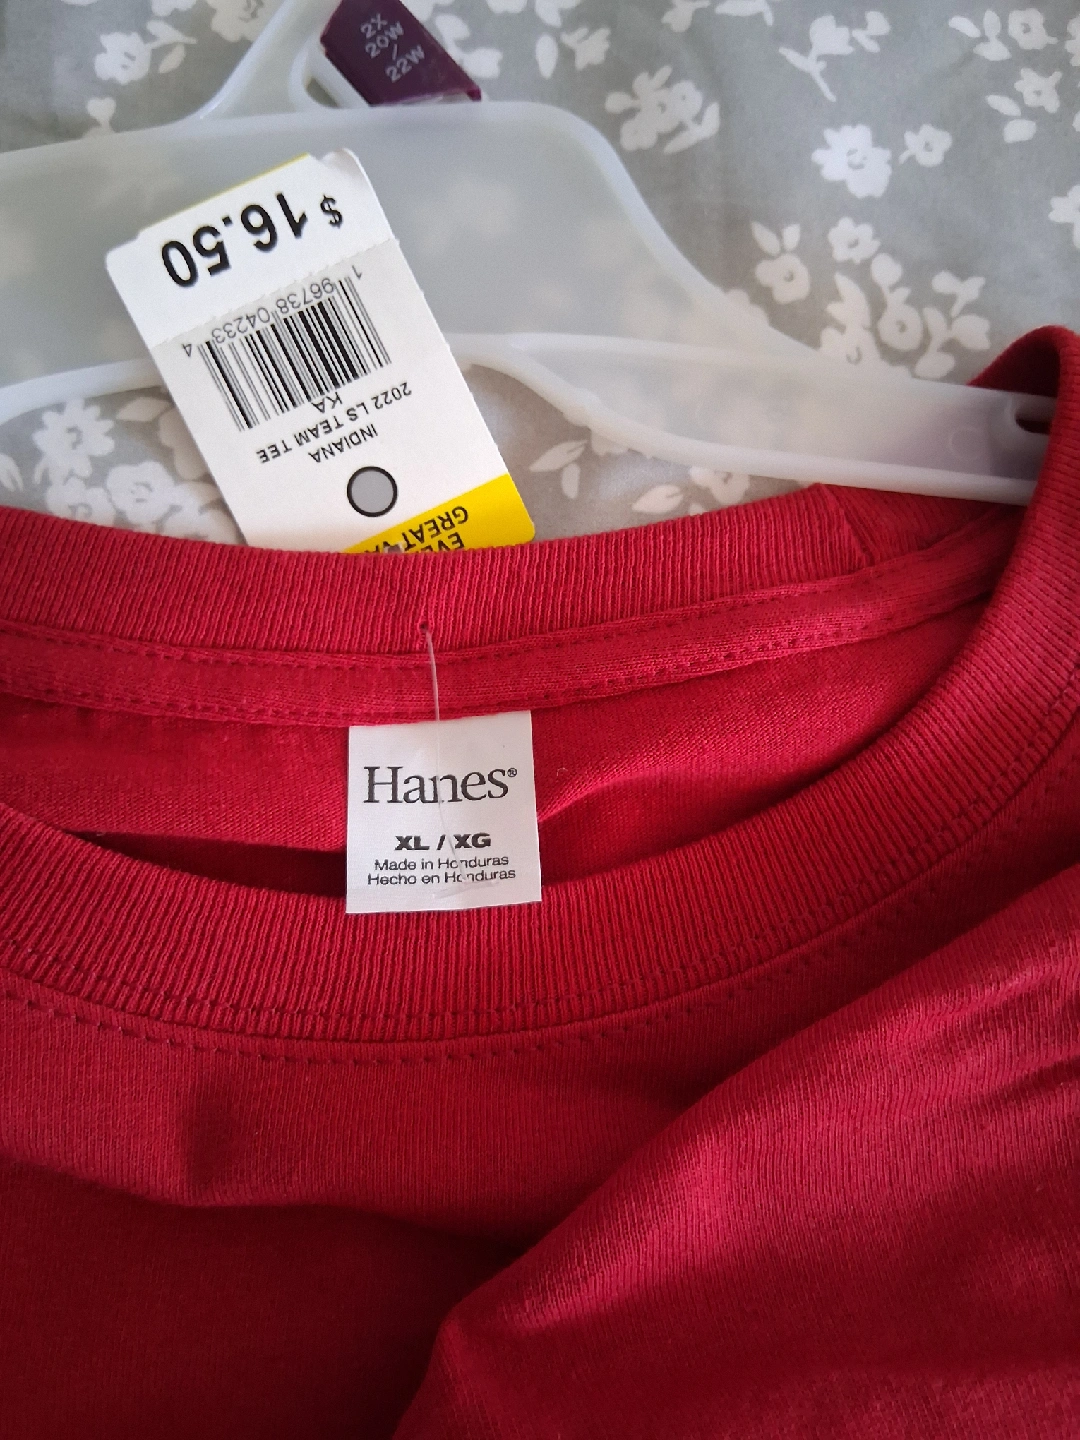 2X
20W
/
22W
$16.50
1 96738 04233 4
KA
2022 LS TEAM TEE
INDIANA
GREAT
Hanes®
XL / XG
Made in Honduras
Hecho en Honduras